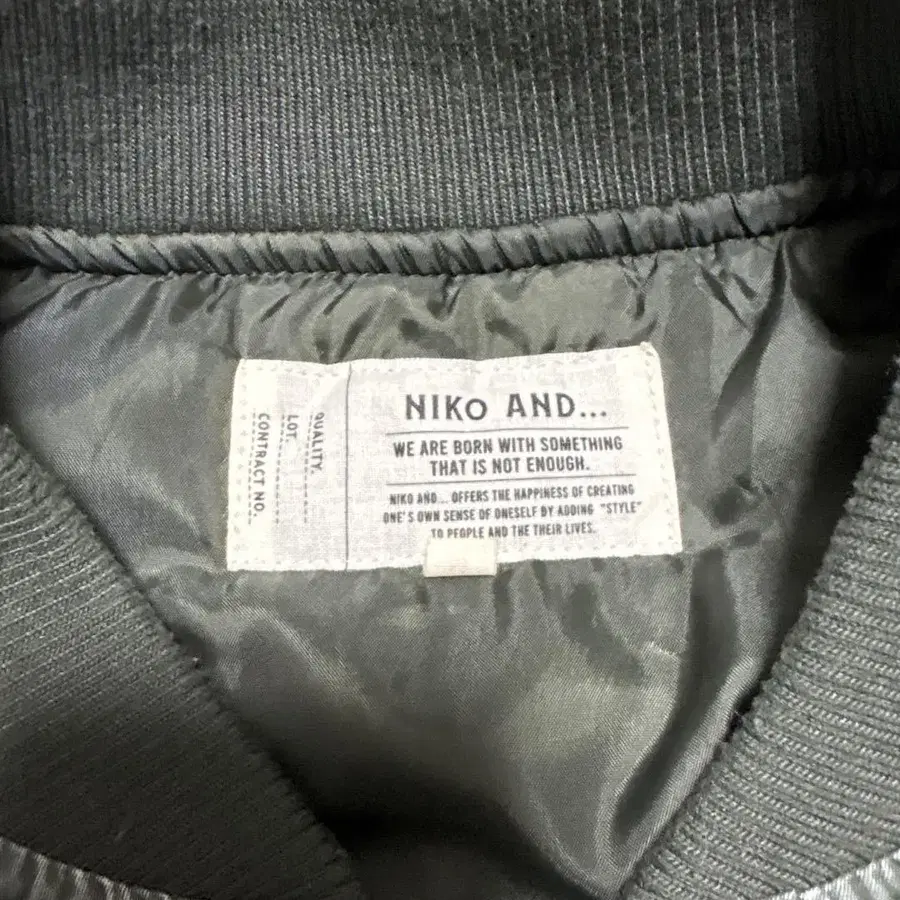 QUALITY.
LOT.
CONTRACT NO.
NIKO AND...
WE ARE BORN WITH SOMETHING
THAT IS NOT ENOUGH.
NIKO AND... OFFERS THE HAPPINESS OF CREATING
ONE'S OWN SENSE OF ONESELF BY ADDING "STYLE"
TO PEOPLE AND THE THEIR LIVES.